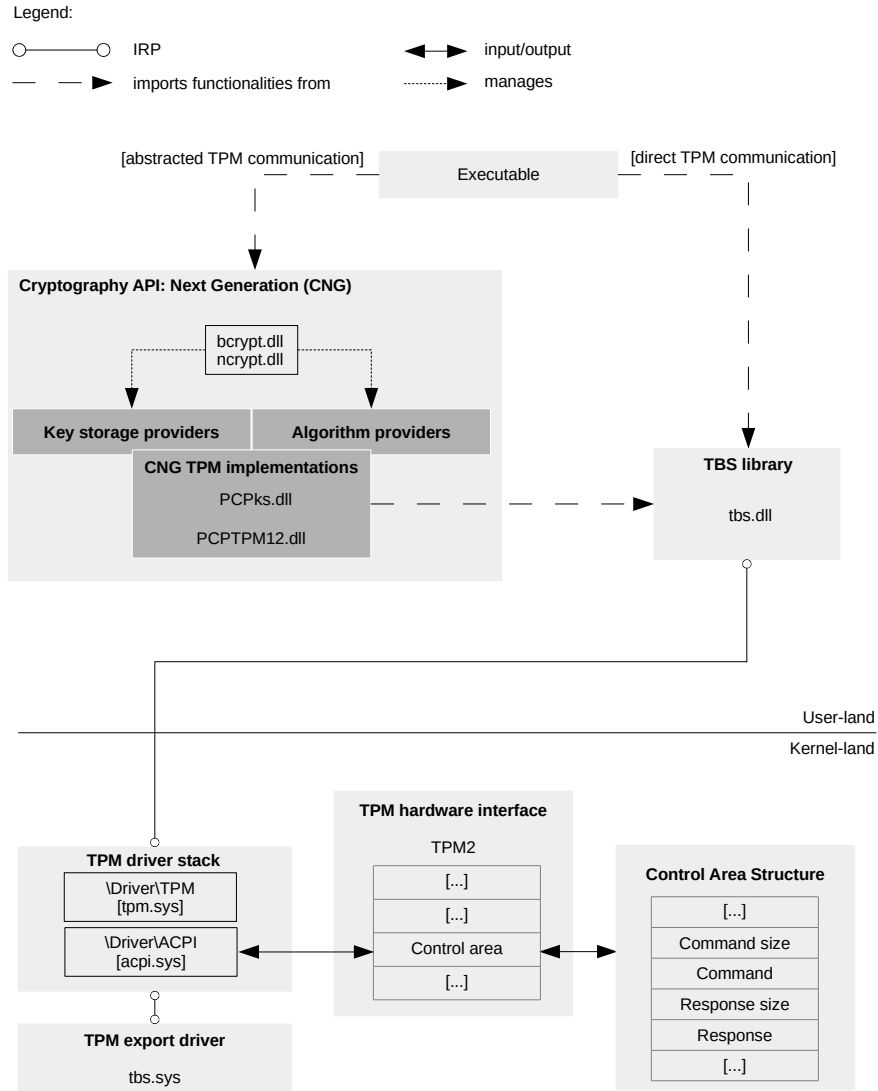 Legend:
IRP
input/output
imports functionalities from
manages
[abstracted TPM communication]
[direct TPM communication]
Executable
Cryptography API: Next Generation (CNG)
bcrypt.dll
ncrypt.dll
Key storage providers
Algorithm providers
CNG TPM implementations
PCPks.dll
PCPTPM12.dll
TBS library
tbs.dll
User-land
Kernel-land
TPM driver stack
\Driver\TPM
[tpm.sys]
\Driver\ACPI
[acpi.sys]
TPM export driver
tbs.sys
TPM hardware interface
TPM2
[...]
[...]
Control area
[...]
Control Area Structure
[...]
Command size
Command
Response size
Response
[...]